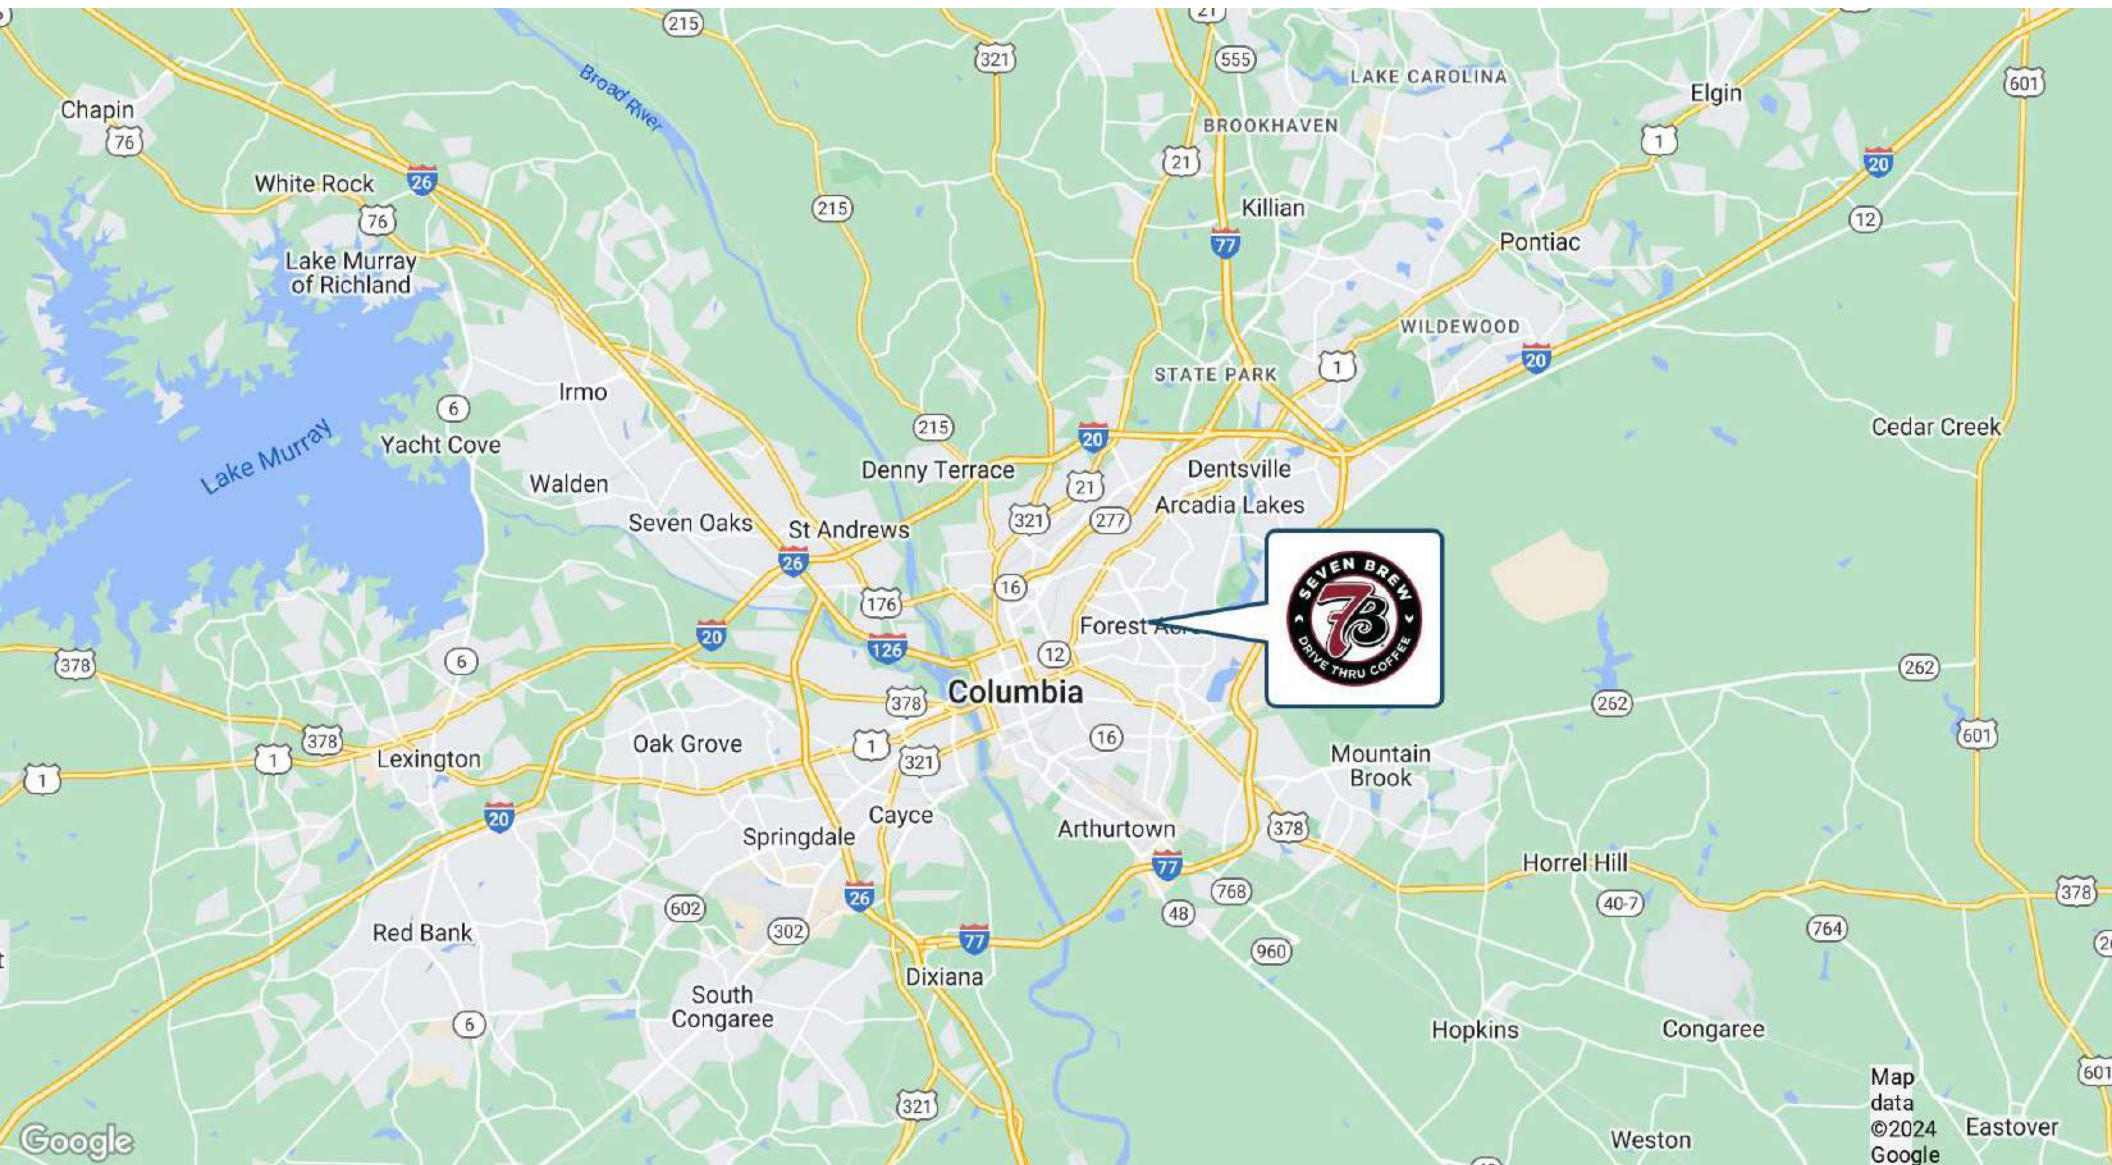 215
21
321
555
LAKE CAROLINA
601
Elgin
Chapin
Broad River
76
BROOKHAVEN
1
21
20
White Rock
26
215
Killian
76
12
77
Pontiac
Lake Murray
of Richland
WILDEWOOD
20
STATE PARK
1
Irmo
6
215
20
Cedar Creek
Yacht Cove
Lake Murray
Denny Terrace
Dentsville
Walden
21
Arcadia Lakes
Seven Oaks
St Andrews
321
277
26
16
SEVEN BREW
7B
DRIVE THRU COFFEE
176
Forest Acres
20
126
12
378
6
262
Columbia
378
262
378
Oak Grove
1
16
601
321
Lexington
1
1
Mountain
Brook
20
Cayce
Springdale
Arthurtown
378
Horrel Hill
77
26
768
378
602
48
40-7
302
764
Red Bank
77
960
Dixiana
South
Congaree
6
Hopkins
Congaree
601
321
Map
data
©2024
Google
Eastover
Weston
Google